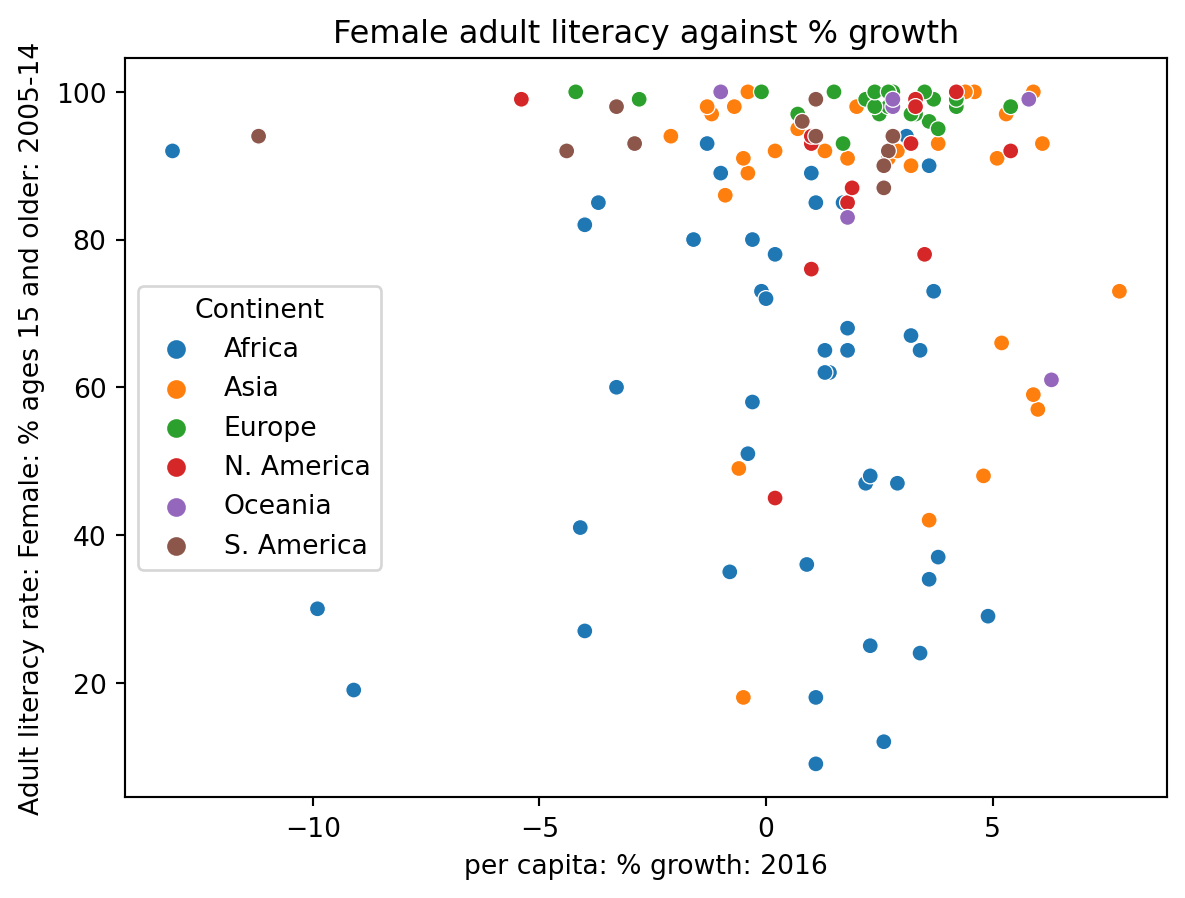 Female adult literacy against % growth
Adult literacy rate: Female: % ages 15 and older: 2005-14
100
80
60
40
20
Continent
Africa
Asia
Europe
N. America
Oceania
S. America
−10
−5
0
5
per capita: % growth: 2016